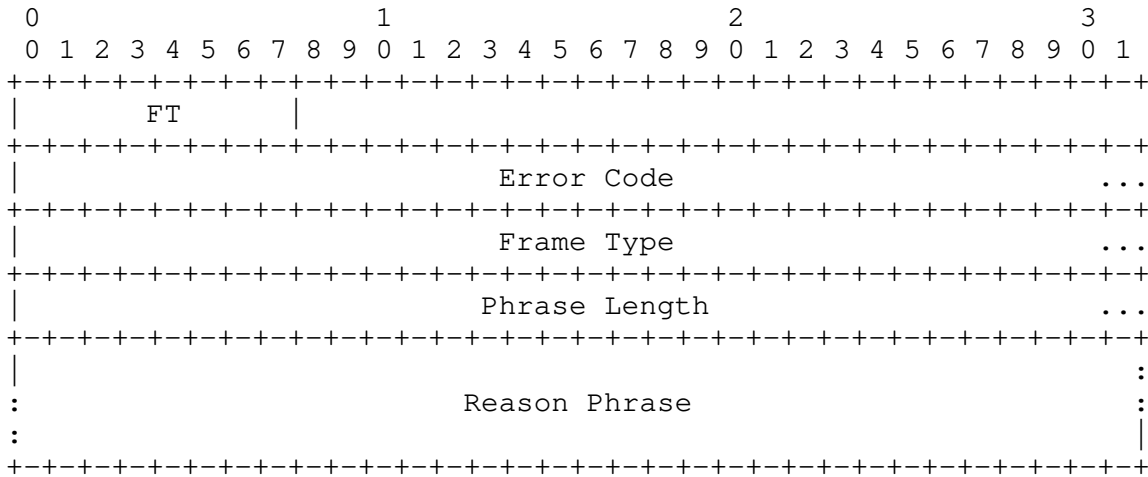 0                   1                   2                   3
 0 1 2 3 4 5 6 7 8 9 0 1 2 3 4 5 6 7 8 9 0 1 2 3 4 5 6 7 8 9 0 1
+-+-+-+-+-+-+-+-+-+-+-+-+-+-+-+-+-+-+-+-+-+-+-+-+-+-+-+-+-+-+-+-+
|       FT      |
+-+-+-+-+-+-+-+-+-+-+-+-+-+-+-+-+-+-+-+-+-+-+-+-+-+-+-+-+-+-+-+-+
|                           Error Code                        ...
+-+-+-+-+-+-+-+-+-+-+-+-+-+-+-+-+-+-+-+-+-+-+-+-+-+-+-+-+-+-+-+-+
|                           Frame Type                        ...
+-+-+-+-+-+-+-+-+-+-+-+-+-+-+-+-+-+-+-+-+-+-+-+-+-+-+-+-+-+-+-+-+
|                          Phrase Length                      ...
+-+-+-+-+-+-+-+-+-+-+-+-+-+-+-+-+-+-+-+-+-+-+-+-+-+-+-+-+-+-+-+-+
|                                                               :
:                         Reason Phrase                         :
:                                                               |
+-+-+-+-+-+-+-+-+-+-+-+-+-+-+-+-+-+-+-+-+-+-+-+-+-+-+-+-+-+-+-+-+